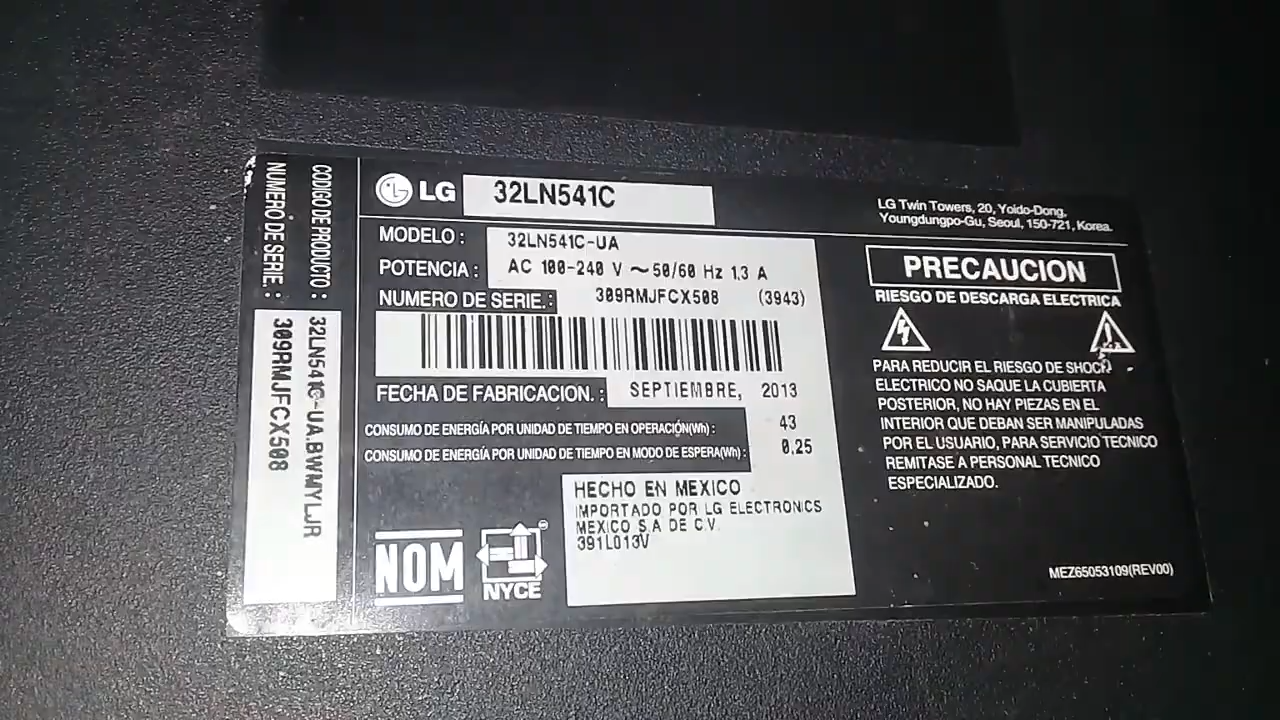 LG 32LN541C
MODELO : 32LN541C-UA
POTENCIA : AC 100-240 V ~ 50/60 Hz 1.3 A
NUMERO DE SERIE. : 309RMJFCX508 (3943)
FECHA DE FABRICACION. : SEPTIEMBRE, 2013
CONSUMO DE ENERGÍA POR UNIDAD DE TIEMPO EN OPERACIÓN(Wh) : 43
CONSUMO DE ENERGÍA POR UNIDAD DE TIEMPO EN MODO DE ESPERA(Wh) : 0.25
HECHO EN MEXICO
IMPORTADO POR LG ELECTRONICS
MEXICO S.A DE C.V.
391L013V
NOM
NYCE
CODIGO DE PRODUCTO : 32LN541C-UA.BWMYLJR
NUMERO DE SERIE : 309RMJFCX508
LG Twin Towers, 20, Yoido-Dong,
Youngdungpo-Gu, Seoul, 150-721, Korea.
PRECAUCION
RIESGO DE DESCARGA ELECTRICA
PARA REDUCIR EL RIESGO DE SHOCK
ELECTRICO NO SAQUE LA CUBIERTA
POSTERIOR, NO HAY PIEZAS EN EL
INTERIOR QUE DEBAN SER MANIPULADAS
POR EL USUARIO, PARA SERVICIO TECNICO
REMITASE A PERSONAL TECNICO
ESPECIALIZADO.
MEZ65053109(REV00)